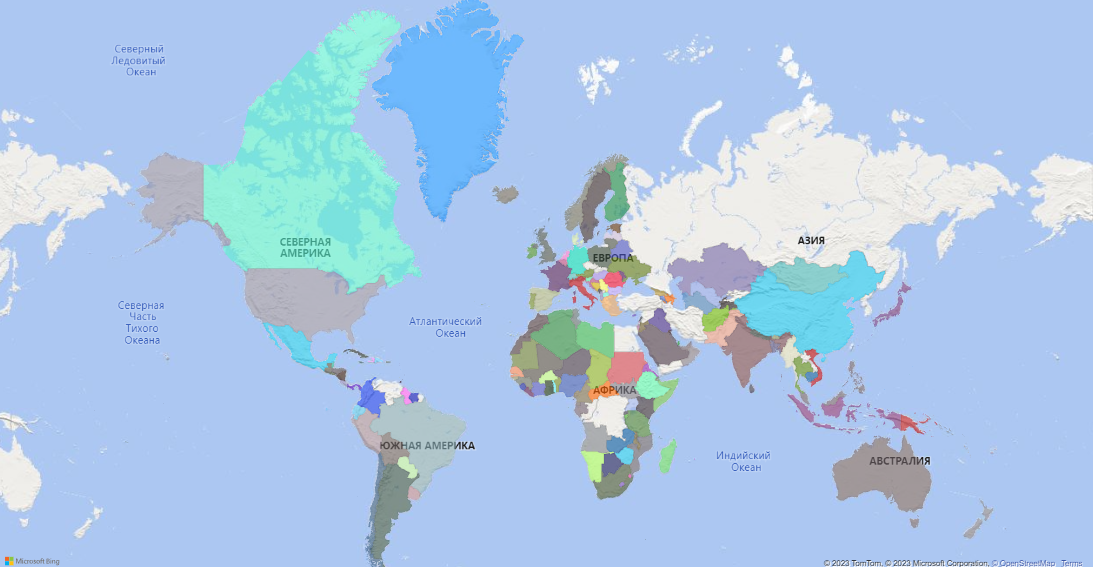 Северный
Ледовитый
Океан
СЕВЕРНАЯ
АМЕРИКА
ЕВРОПА
АЗИЯ
Северная
Часть
Тихого
Океана
Атлантический
Океан
АФРИКА
ЮЖНАЯ АМЕРИКА
Индийский
Океан
АВСТРАЛИЯ
Microsoft Bing
© 2023 TomTom, © 2023 Microsoft Corporation, © OpenStreetMap Terms